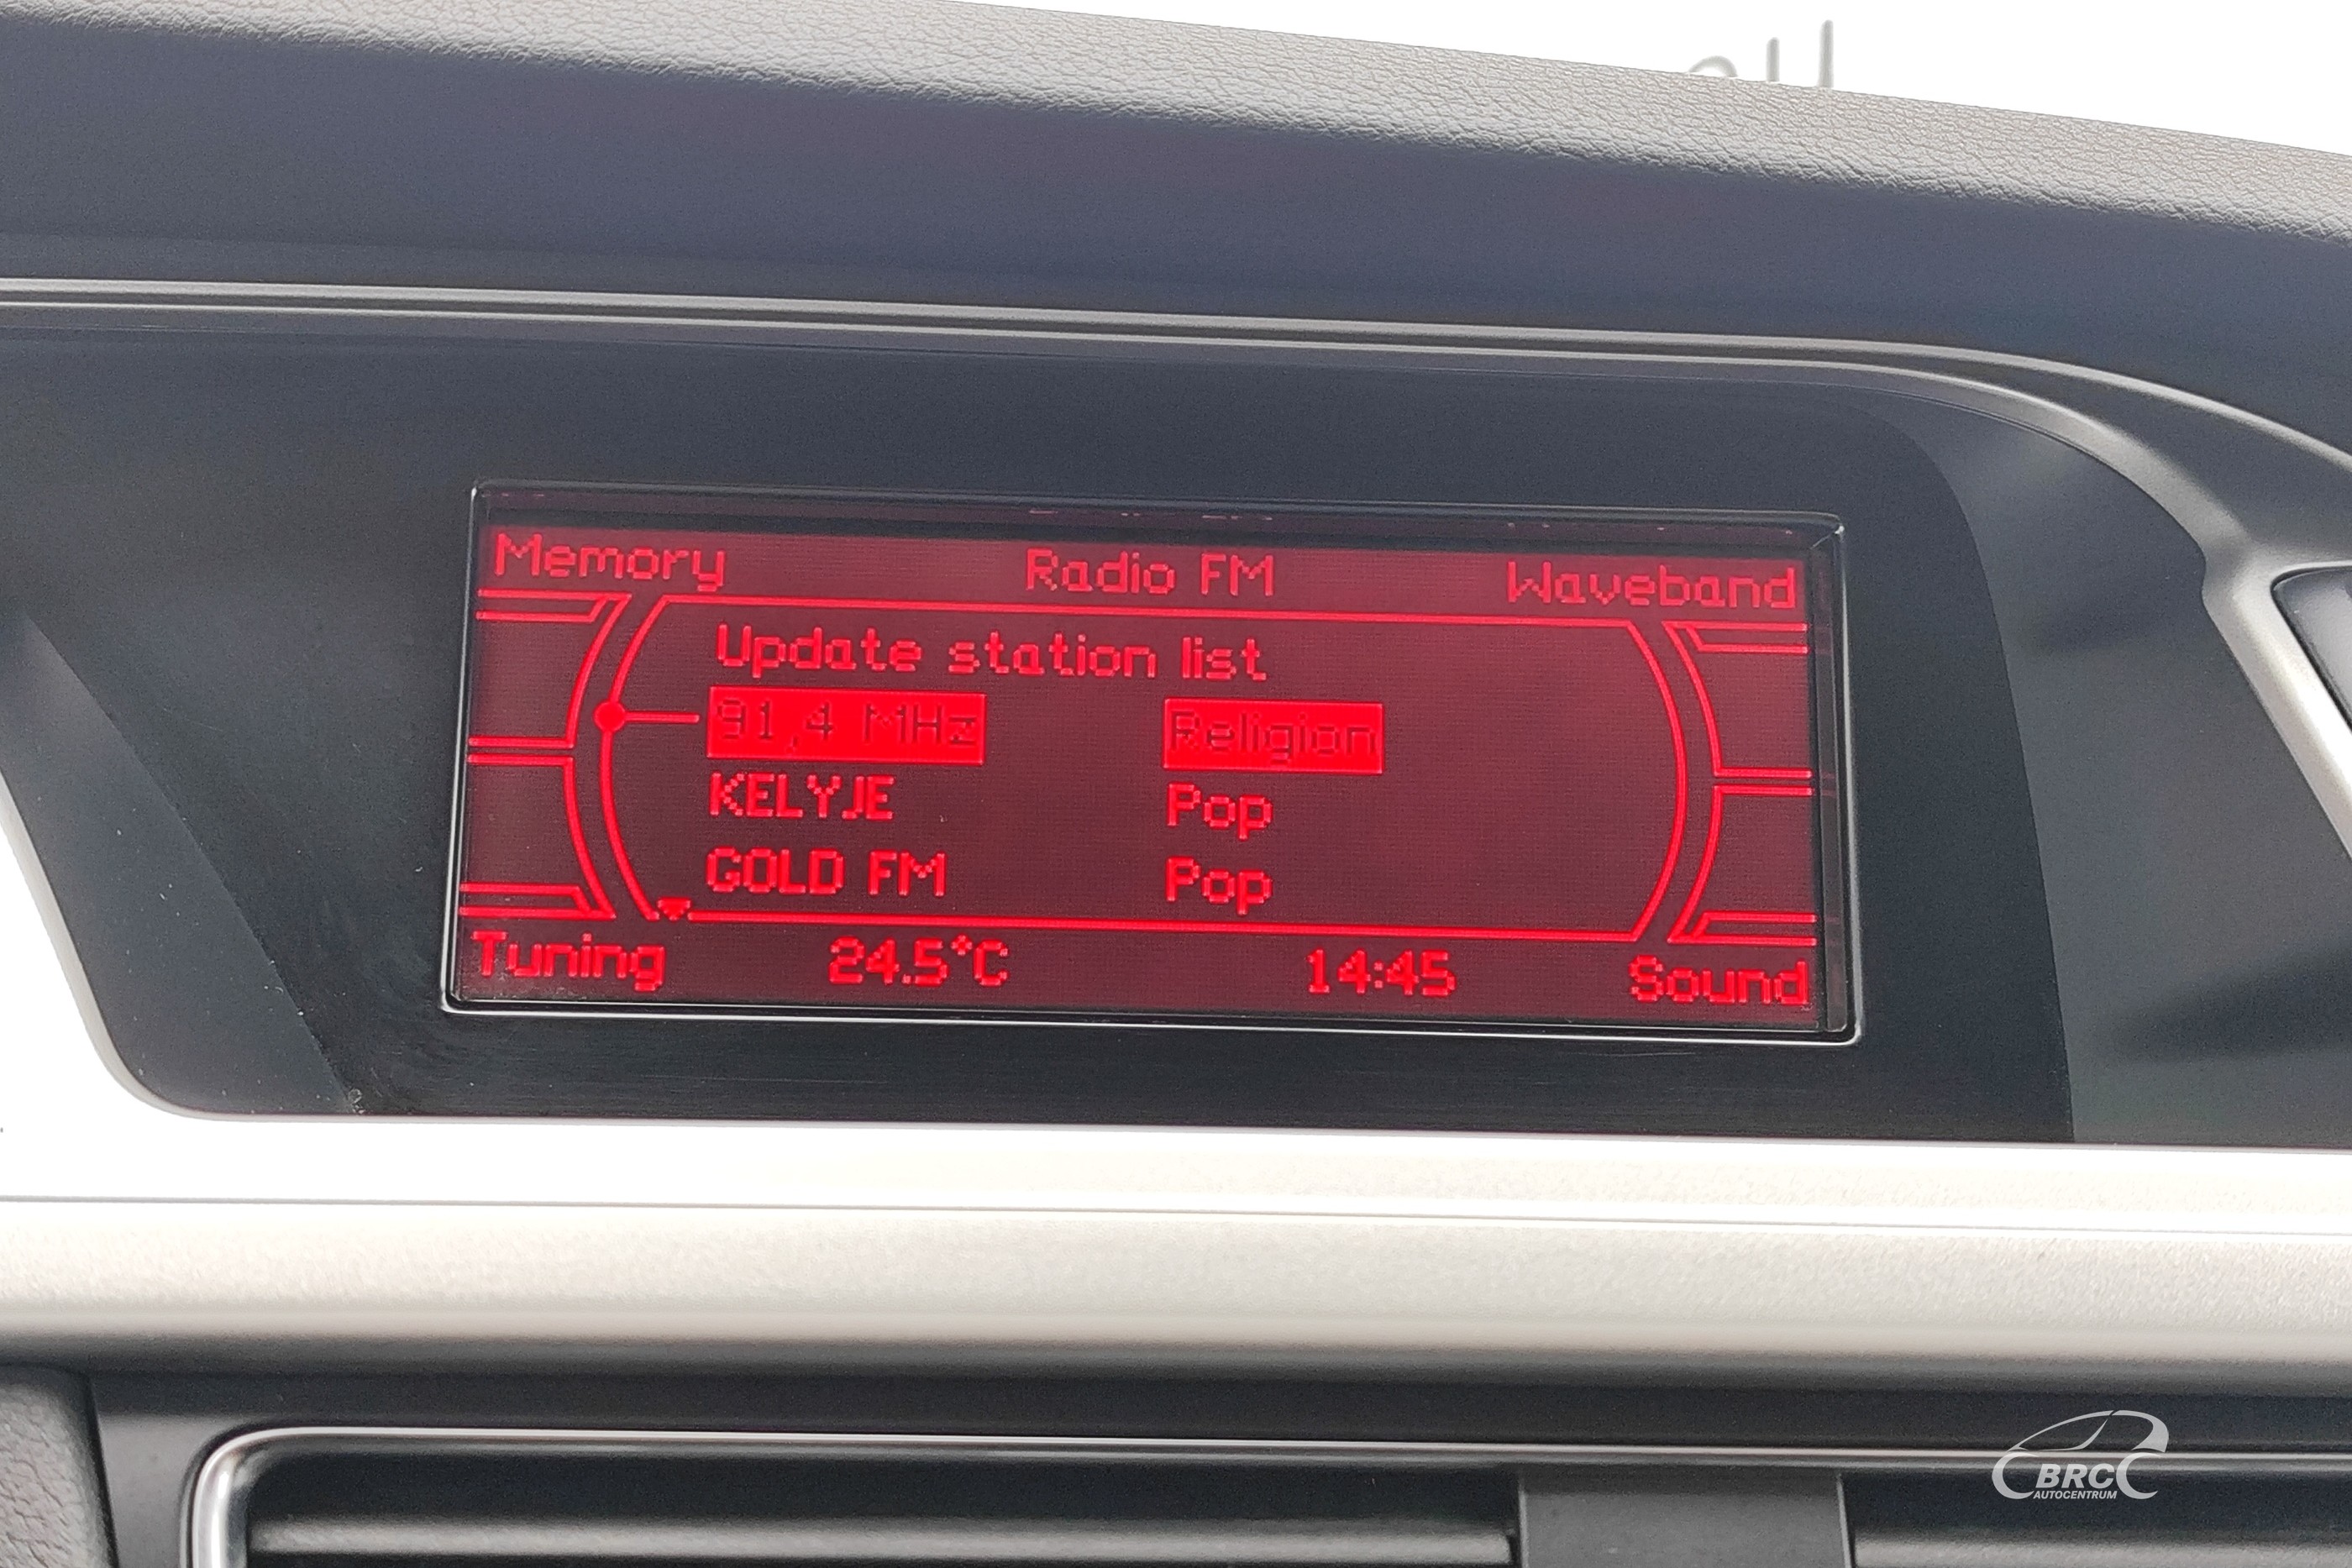 Memory Radio FM Waveband
Update station list
91,4 MHz Religion
KELYJE Pop
GOLD FM Pop
Tuning 24.5°C 14:45 Sound
BRC
AUTOCENTRUM